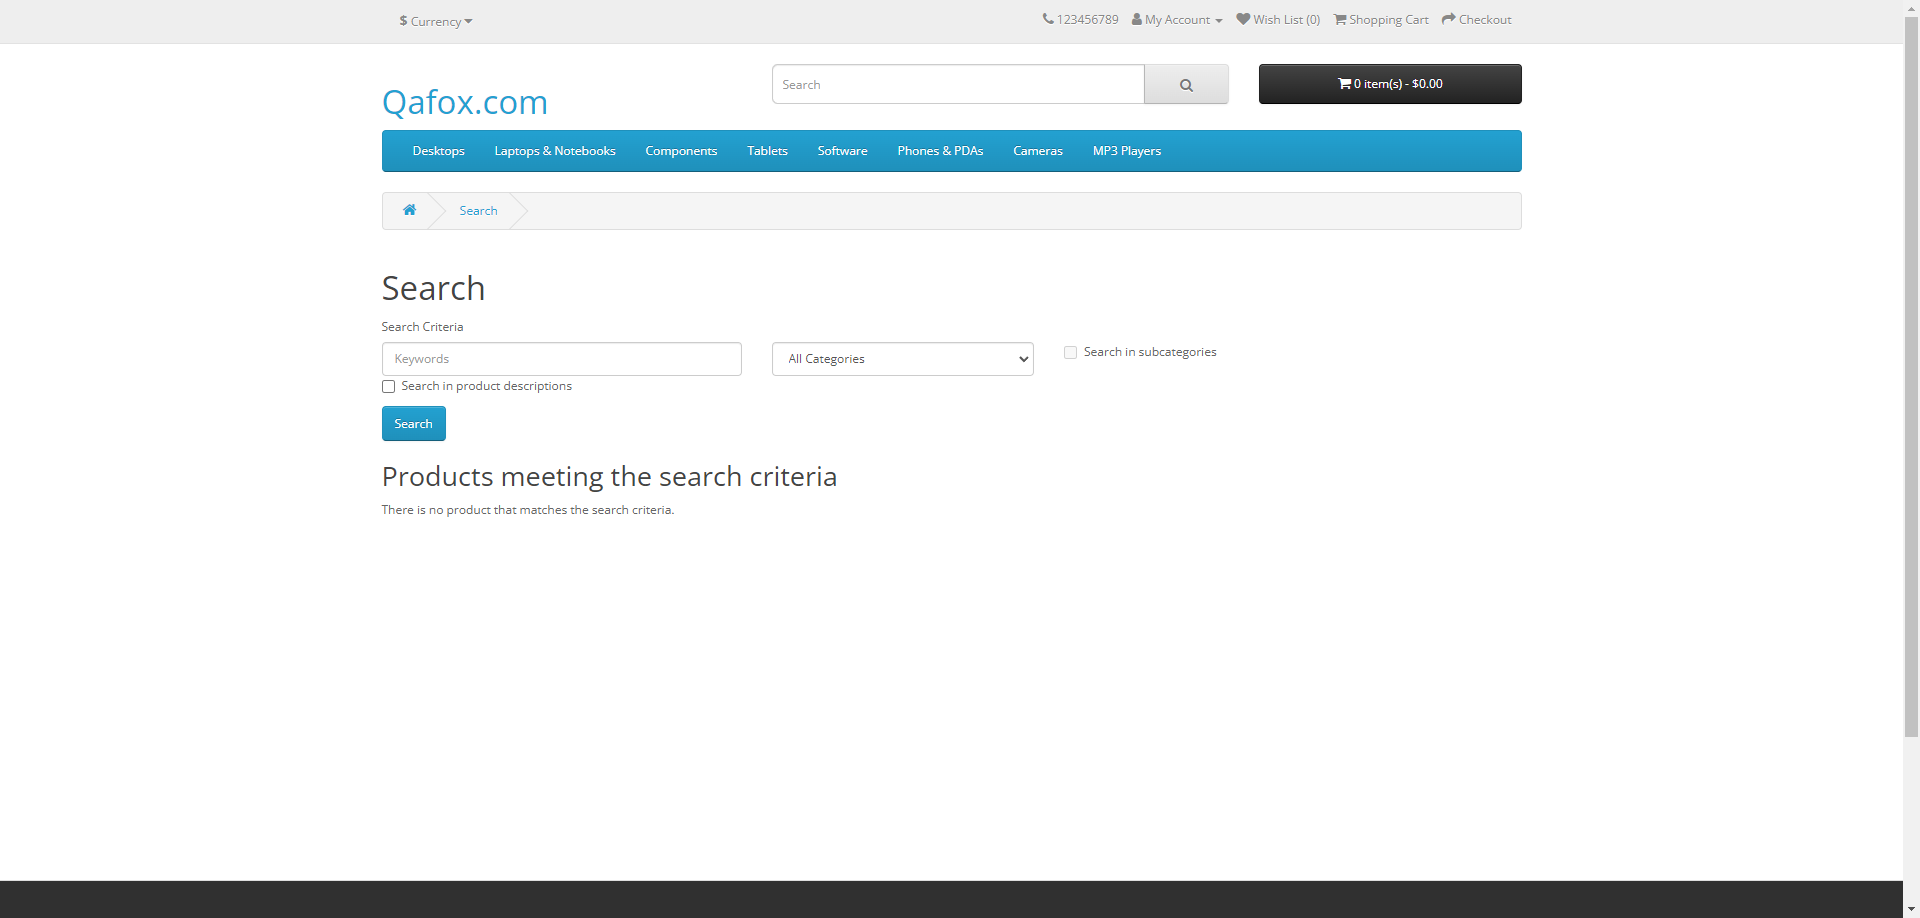 $ Currency
123456789 My Account Wish List (0) Shopping Cart Checkout
Qafox.com
Search
0 item(s) - $0.00
Desktops Laptops & Notebooks Components Tablets Software Phones & PDAs Cameras MP3 Players
Search
Search
Search Criteria
Keywords
All Categories
Search in subcategories
Search in product descriptions
Search
Products meeting the search criteria
There is no product that matches the search criteria.